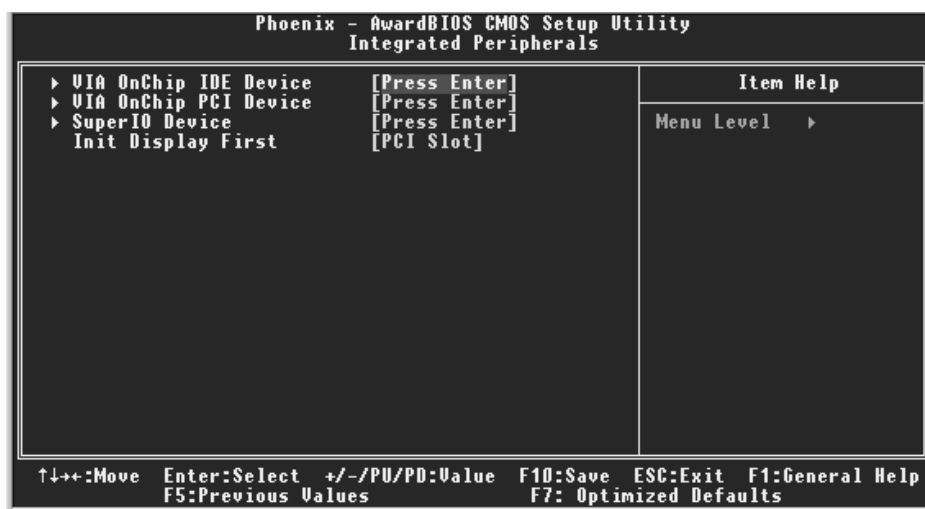 Phoenix - AwardBIOS CMOS Setup Utility
Integrated Peripherals
▸ VIA OnChip IDE Device [Press Enter]
▸ VIA OnChip PCI Device [Press Enter]
▸ SuperIO Device [Press Enter]
Init Display First [PCI Slot]
Item Help
Menu Level ▸
↑↓→←:Move Enter:Select +/-/PU/PD:Value F10:Save ESC:Exit F1:General Help
F5:Previous Values F7: Optimized Defaults